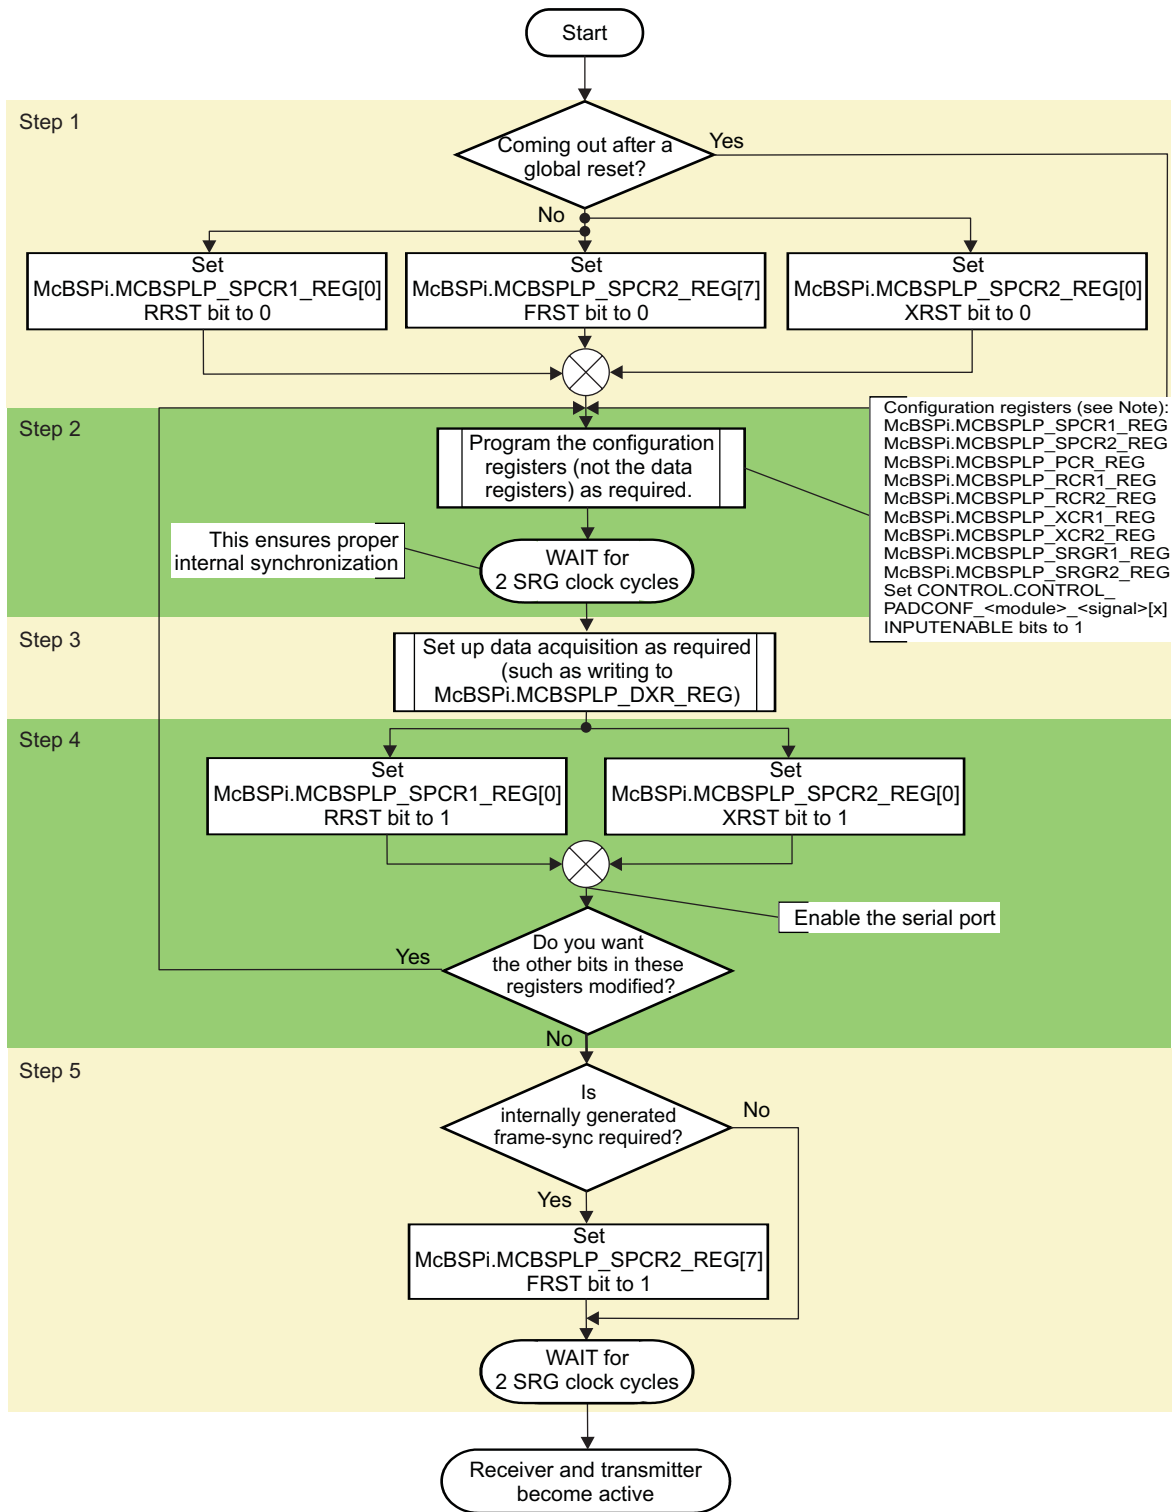 Start
Step 1
Coming out after a
global reset?
Yes
No
Set
McBSPi.MCBSPLP_SPCR1_REG[0]
RRST bit to 0
Set
McBSPi.MCBSPLP_SPCR2_REG[7]
FRST bit to 0
Set
McBSPi.MCBSPLP_SPCR2_REG[0]
XRST bit to 0
Step 2
Program the configuration
registers (not the data
registers) as required.
Configuration registers (see Note):
McBSPi.MCBSPLP_SPCR1_REG
McBSPi.MCBSPLP_SPCR2_REG
McBSPi.MCBSPLP_PCR_REG
McBSPi.MCBSPLP_RCR1_REG
McBSPi.MCBSPLP_RCR2_REG
McBSPi.MCBSPLP_XCR1_REG
McBSPi.MCBSPLP_XCR2_REG
McBSPi.MCBSPLP_SRGR1_REG
McBSPi.MCBSPLP_SRGR2_REG
Set CONTROL.CONTROL_
PADCONF_<module>_<signal>[x]
INPUTENABLE bits to 1
This ensures proper
internal synchronization
WAIT for
2 SRG clock cycles
Step 3
Set up data acquisition as required
(such as writing to
McBSPi.MCBSPLP_DXR_REG)
Step 4
Set
McBSPi.MCBSPLP_SPCR1_REG[0]
RRST bit to 1
Set
McBSPi.MCBSPLP_SPCR2_REG[0]
XRST bit to 1
Enable the serial port
Do you want
the other bits in these
registers modified?
Yes
No
Step 5
Is
internally generated
frame-sync required?
No
Yes
Set
McBSPi.MCBSPLP_SPCR2_REG[7]
FRST bit to 1
WAIT for
2 SRG clock cycles
Receiver and transmitter
become active